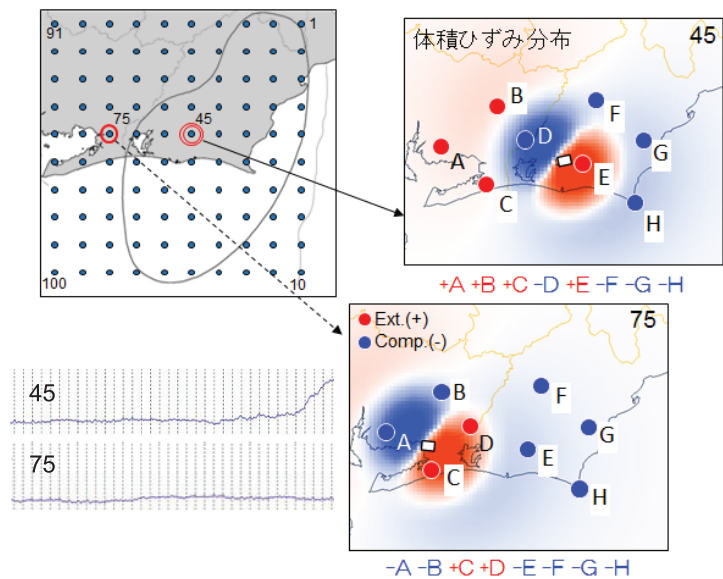 91
1
75
45
100
10
体積ひずみ分布
45
B
F
D
G
A
E
C
H
+A +B +C -D +E -F -G -H
Ext.(+)
Comp.(-)
75
B
F
A
D
G
E
C
H
-A -B +C +D -E -F -G -H
45
75